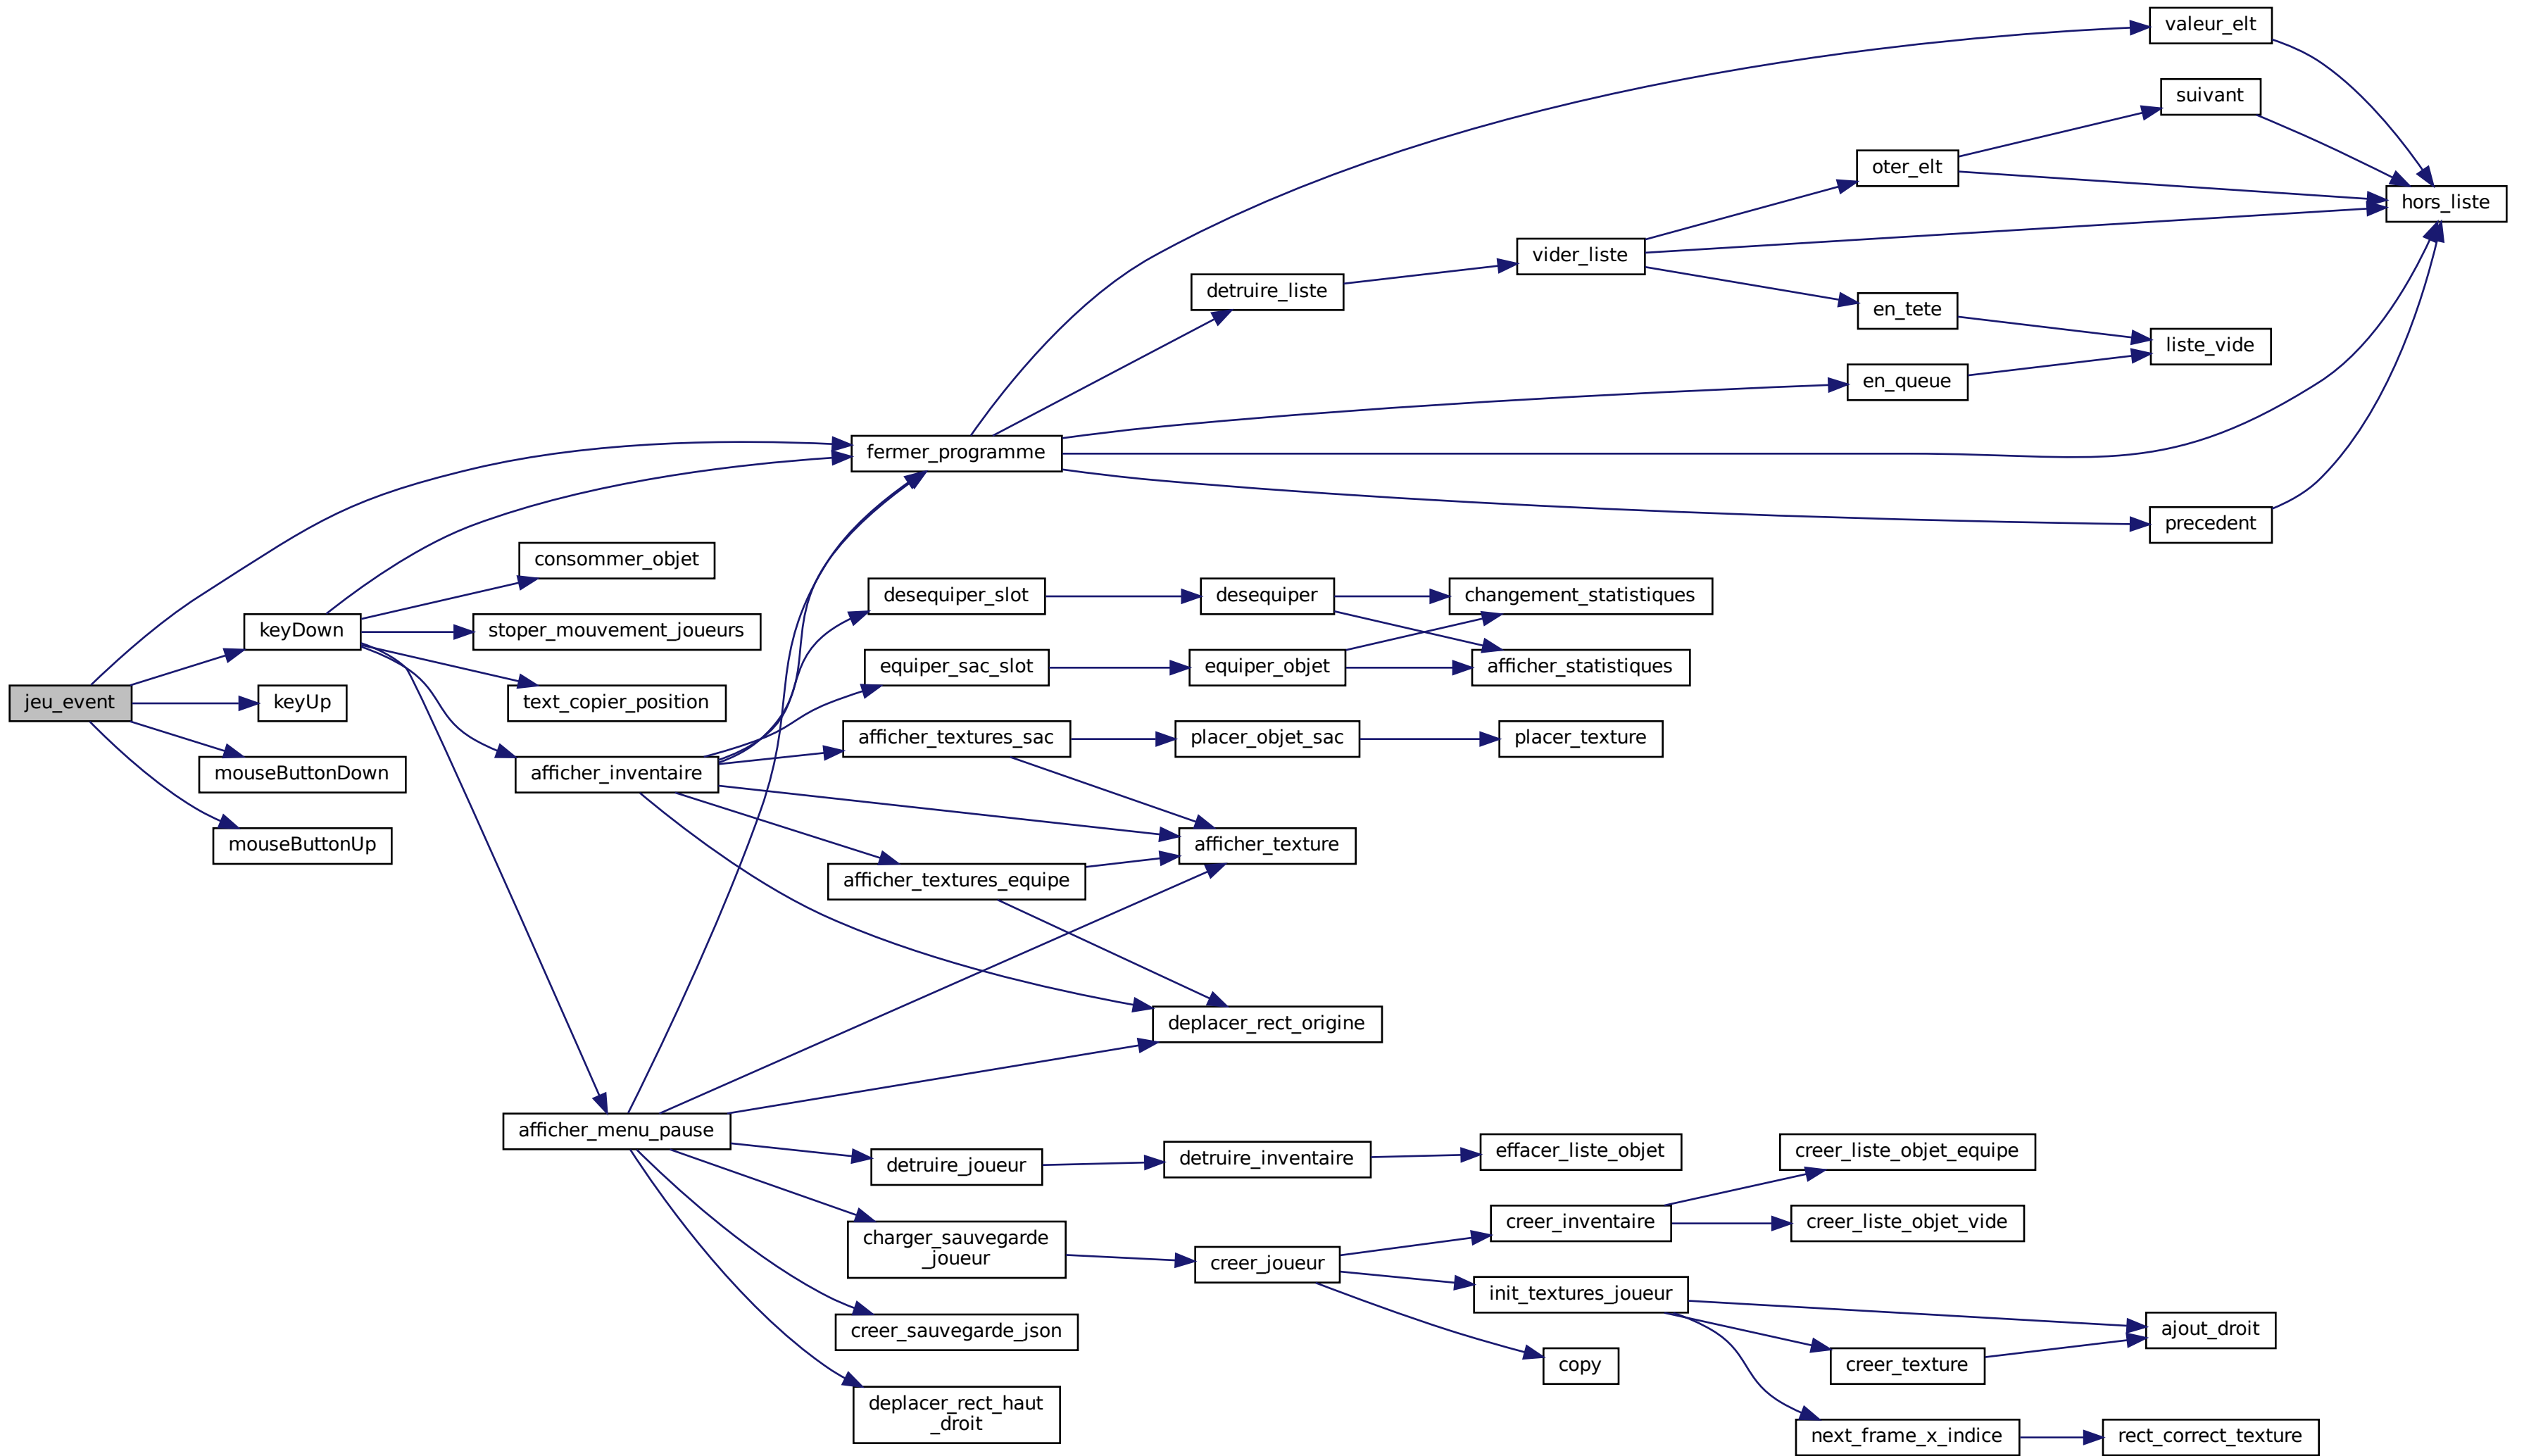 valeur_elt
suivant
oter_elt
hors_liste
vider_liste
detruire_liste
en_tete
liste_vide
en_queue
fermer_programme
precedent
consommer_objet
desequiper_slot
desequiper
changement_statistiques
keyDown
stoper_mouvement_joueurs
equiper_sac_slot
equiper_objet
afficher_statistiques
jeu_event
keyUp
text_copier_position
afficher_textures_sac
placer_objet_sac
placer_texture
mouseButtonDown
afficher_inventaire
mouseButtonUp
afficher_texture
afficher_textures_equipe
deplacer_rect_origine
afficher_menu_pause
detruire_joueur
detruire_inventaire
effacer_liste_objet
creer_liste_objet_equipe
creer_inventaire
creer_liste_objet_vide
charger_sauvegarde
_joueur
creer_joueur
init_textures_joueur
creer_sauvegarde_json
ajout_droit
copy
creer_texture
deplacer_rect_haut
_droit
next_frame_x_indice
rect_correct_texture